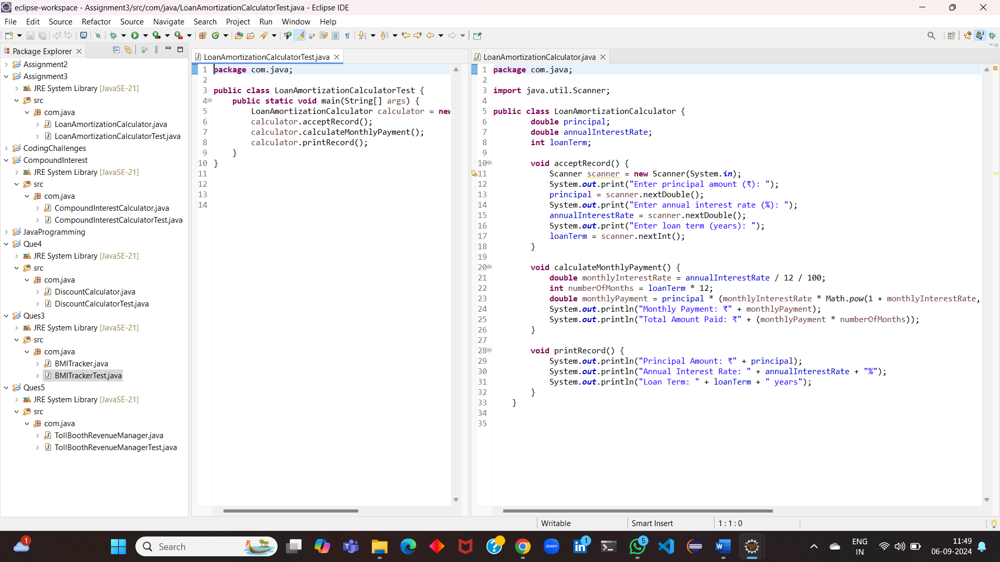 eclipse-workspace - Assignment3/src/com/java/LoanAmortizationCalculatorTest.java - Eclipse IDE
File Edit Source Refactor Source Navigate Search Project Run Window Help
Package Explorer
Assignment2
Assignment3
JRE System Library [JavaSE-21]
src
com.java
LoanAmortizationCalculator.java
LoanAmortizationCalculatorTest.java
CodingChallenges
CompoundInterest
JRE System Library [JavaSE-21]
src
com.java
CompoundInterestCalculator.java
CompoundInterestCalculatorTest.java
JavaProgramming
Que4
JRE System Library [JavaSE-21]
src
com.java
DiscountCalculator.java
DiscountCalculatorTest.java
Ques3
JRE System Library [JavaSE-21]
src
com.java
BMITracker.java
BMITrackerTest.java
Ques5
JRE System Library [JavaSE-21]
src
com.java
TollBoothRevenueManager.java
TollBoothRevenueManagerTest.java
LoanAmortizationCalculatorTest.java
1 package com.java;
2
3 public class LoanAmortizationCalculatorTest {
4 public static void main(String[] args) {
5 LoanAmortizationCalculator calculator = new
6 calculator.acceptRecord();
7 calculator.calculateMonthlyPayment();
8 calculator.printRecord();
9 }
10 }
11
12
13
14
LoanAmortizationCalculator.java
1 package com.java;
2
3 import java.util.Scanner;
4
5 public class LoanAmortizationCalculator {
6 double principal;
7 double annualInterestRate;
8 int loanTerm;
9
10 void acceptRecord() {
11 Scanner scanner = new Scanner(System.in);
12 System.out.print("Enter principal amount (₹): ");
13 principal = scanner.nextDouble();
14 System.out.print("Enter annual interest rate (%): ");
15 annualInterestRate = scanner.nextDouble();
16 System.out.print("Enter loan term (years): ");
17 loanTerm = scanner.nextInt();
18 }
19
20 void calculateMonthlyPayment() {
21 double monthlyInterestRate = annualInterestRate / 12 / 100;
22 int numberOfMonths = loanTerm * 12;
23 double monthlyPayment = principal * (monthlyInterestRate * Math.pow(1 + monthlyInterestRate,
24 System.out.println("Monthly Payment: ₹" + monthlyPayment);
25 System.out.println("Total Amount Paid: ₹" + (monthlyPayment * numberOfMonths));
26 }
27
28 void printRecord() {
29 System.out.println("Principal Amount: ₹" + principal);
30 System.out.println("Annual Interest Rate: " + annualInterestRate + "%");
31 System.out.println("Loan Term: " + loanTerm + " years");
32 }
33 }
34
35
Writable Smart Insert 1 : 1 : 0
1
Search
zoom
1
5
ENG
IN
11:49
06-09-2024